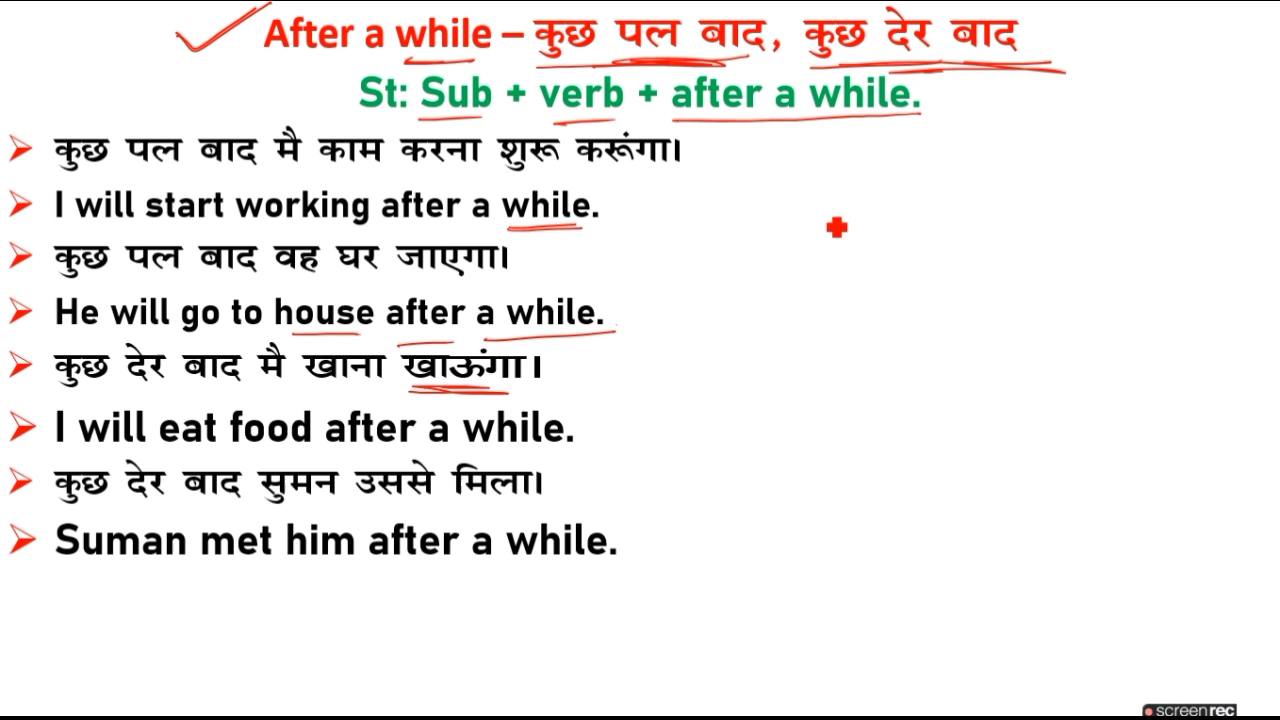 After a while – कुछ पल बाद, कुछ देर बाद
St: Sub + verb + after a while.
कुछ पल बाद मै काम करना शुरू करूंगा।
I will start working after a while.
कुछ पल बाद वह घर जाएगा।
He will go to house after a while.
कुछ देर बाद मै खाना खाऊंगा।
I will eat food after a while.
कुछ देर बाद सुमन उससे मिला।
Suman met him after a while.
screenrec